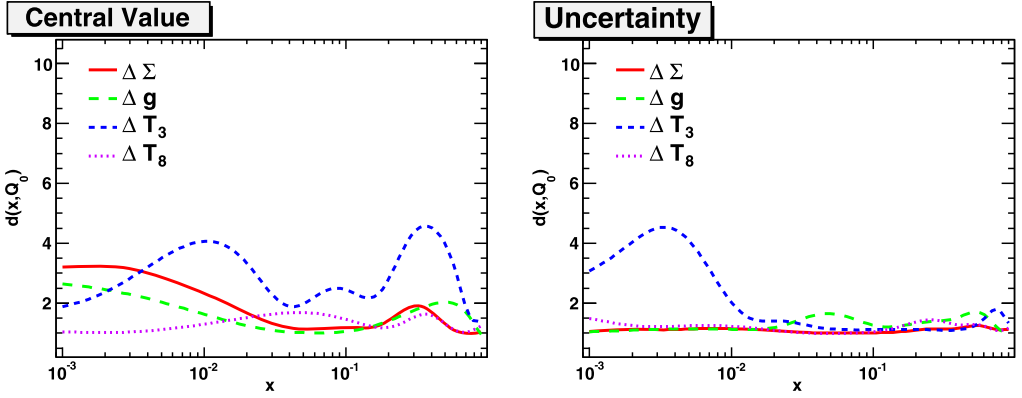 Central Value
d(x,Q₀)
10
8
6
4
2
Δ Σ
Δ g
Δ T₃
Δ T₈
10⁻³
10⁻²
10⁻¹
x
Uncertainty
d(x,Q₀)
10
8
6
4
2
Δ Σ
Δ g
Δ T₃
Δ T₈
10⁻³
10⁻²
10⁻¹
x